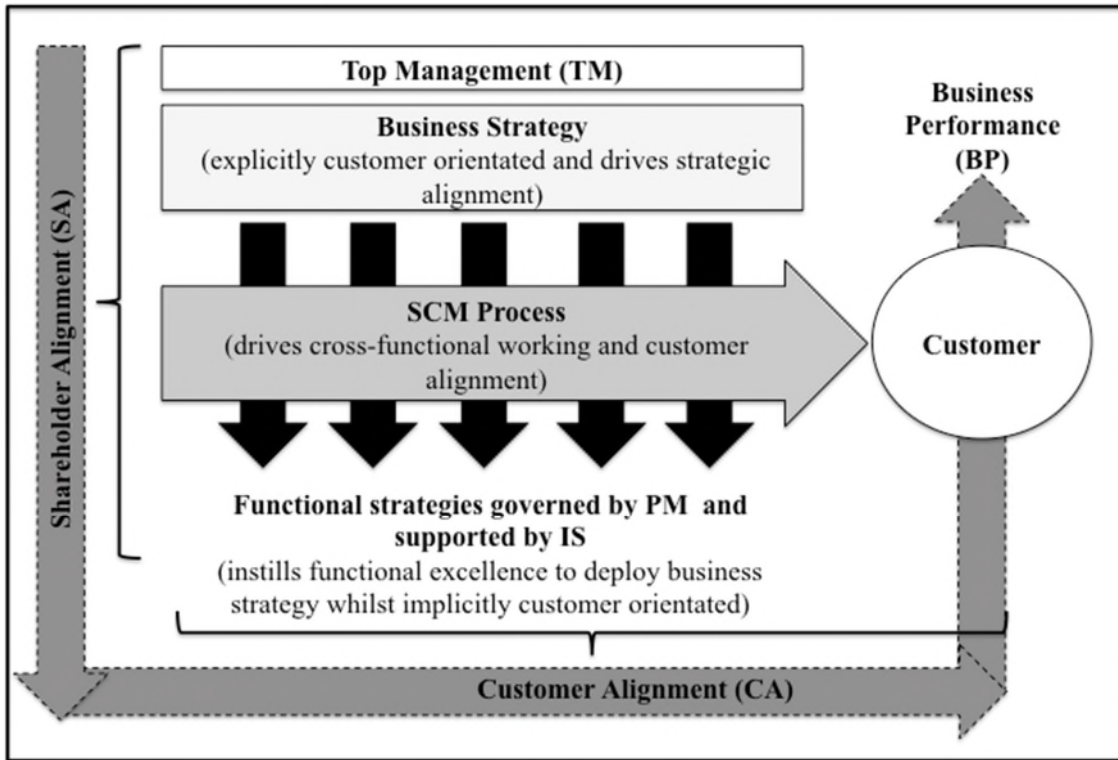 Top Management (TM)
Business Strategy
(explicitly customer orientated and drives strategic
alignment)
Business
Performance
(BP)
Shareholder Alignment (SA)
SCM Process
(drives cross-functional working and customer
alignment)
Customer
Functional strategies governed by PM and
supported by IS
(instills functional excellence to deploy business
strategy whilst implicitly customer orientated)
Customer Alignment (CA)